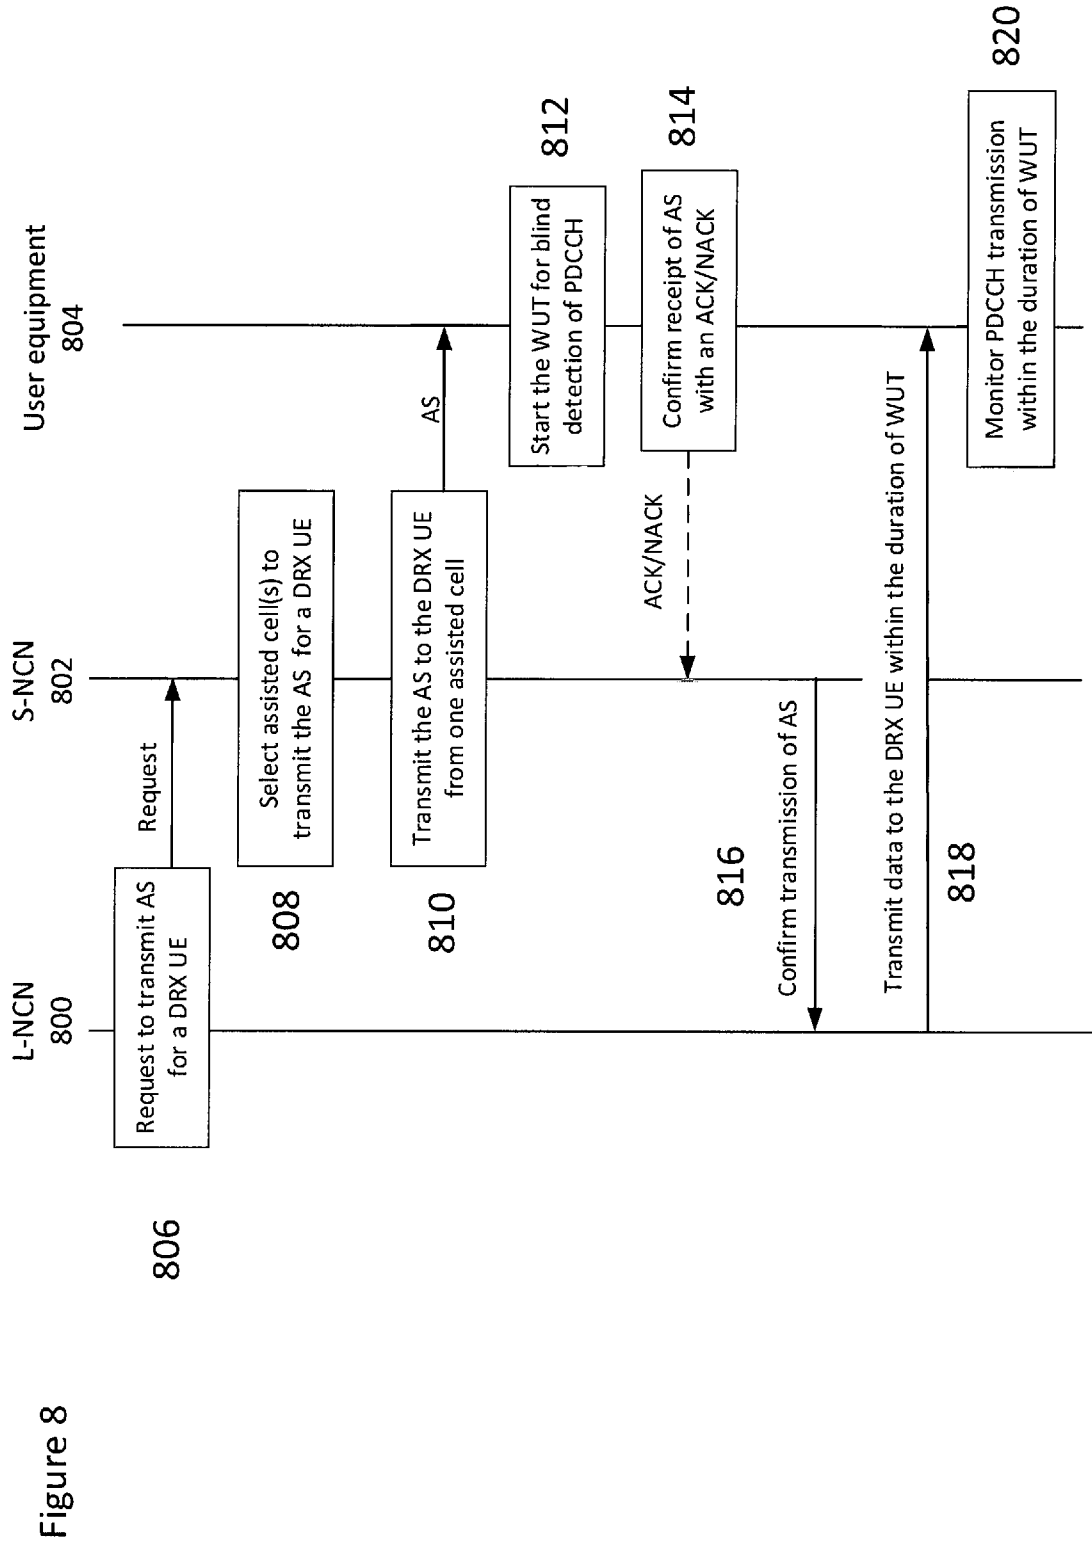 Figure 8
L-NCN
800
S-NCN
802
User equipment
804
806
Request to transmit AS
for a DRX UE
Request
808
Select assisted cell(s) to
transmit the AS for a DRX UE
810
Transmit the AS to the DRX UE
from one assisted cell
AS
Start the WUT for blind
detection of PDCCH
812
Confirm receipt of AS
with an ACK/NACK
814
ACK/NACK
816
Confirm transmission of AS
Transmit data to the DRX UE within the duration of WUT
818
Monitor PDCCH transmission
within the duration of WUT
820